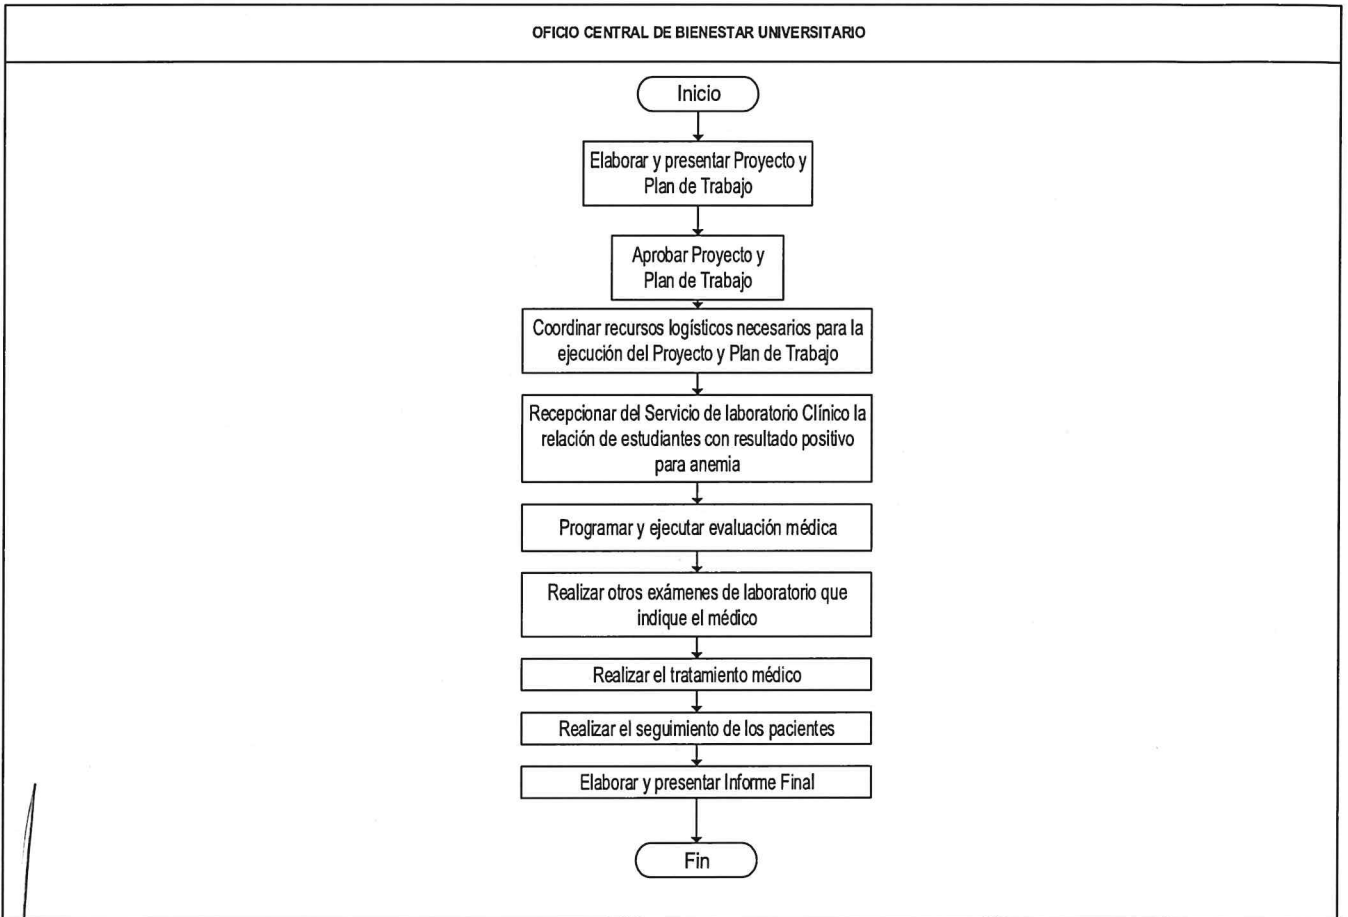 OFICIO CENTRAL DE BIENESTAR UNIVERSITARIO
Inicio
Elaborar y presentar Proyecto y
Plan de Trabajo
Aprobar Proyecto y
Plan de Trabajo
Coordinar recursos logísticos necesarios para la
ejecución del Proyecto y Plan de Trabajo
Recepcionar del Servicio de laboratorio Clínico la
relación de estudiantes con resultado positivo
para anemia
Programar y ejecutar evaluación médica
Realizar otros exámenes de laboratorio que
indique el médico
Realizar el tratamiento médico
Realizar el seguimiento de los pacientes
Elaborar y presentar Informe Final
Fin